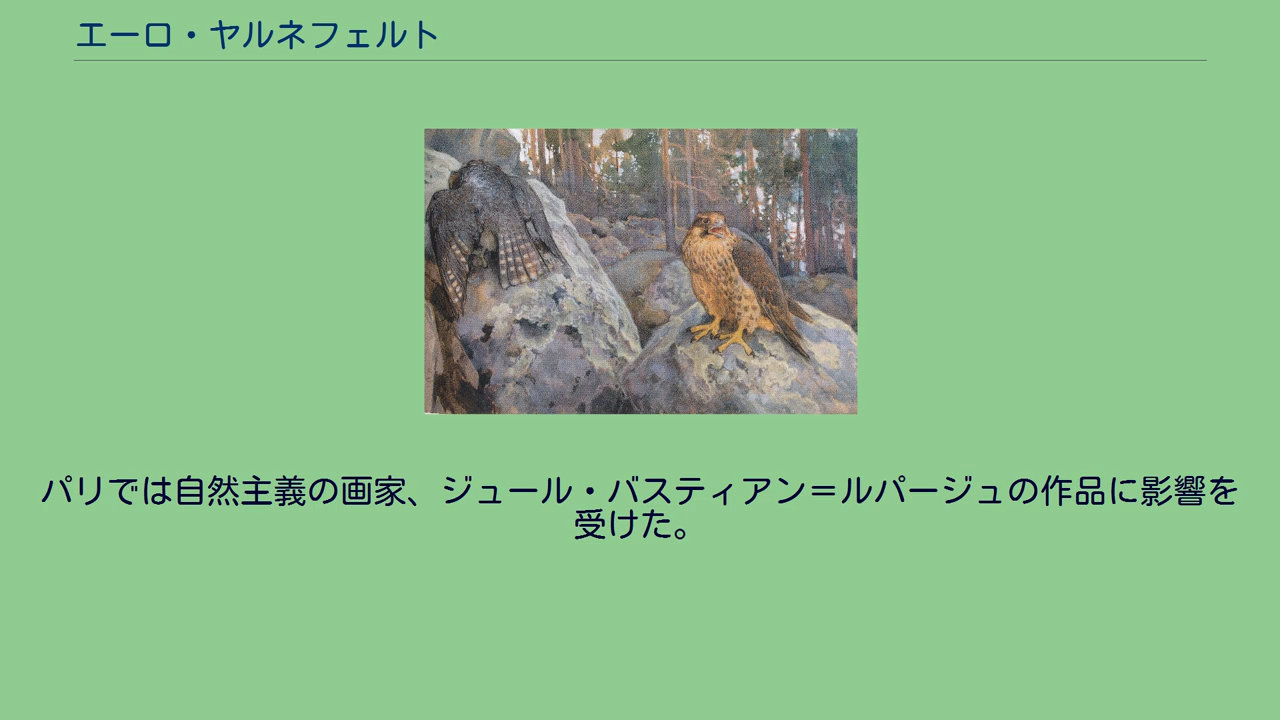 エーロ・ヤルネフェルト
パリでは自然主義の画家、ジュール・バスティアン＝ルパージュの作品に影響を
受けた。